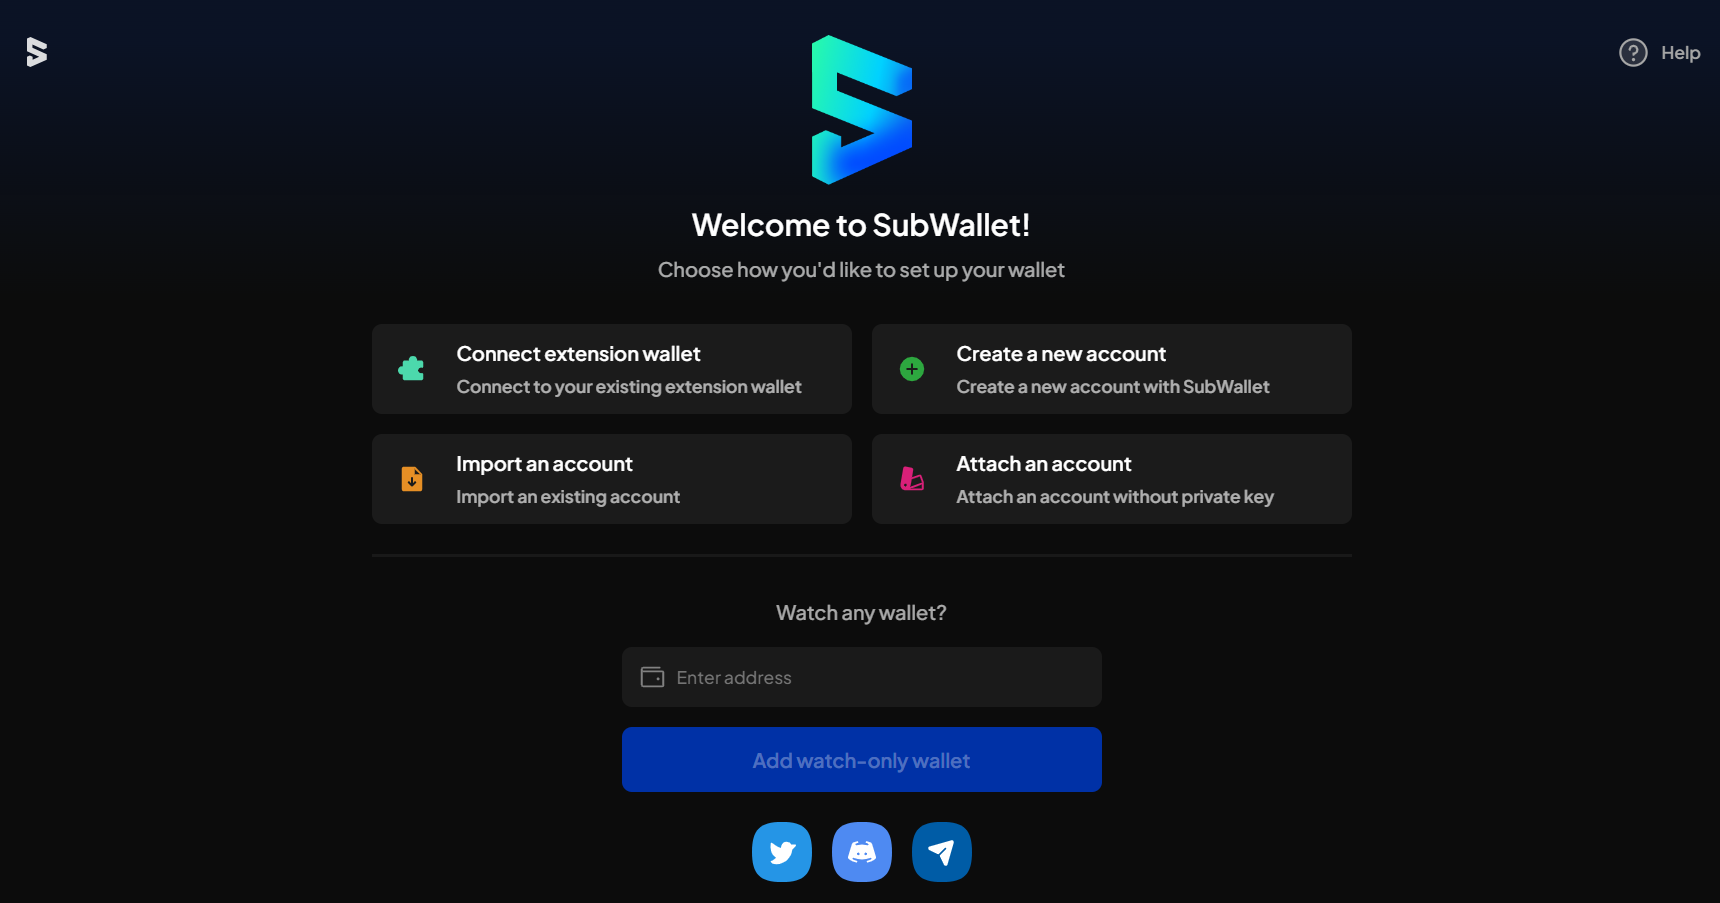 Help
Welcome to SubWallet!
Choose how you'd like to set up your wallet
Connect extension wallet
Connect to your existing extension wallet
Create a new account
Create a new account with SubWallet
Import an account
Import an existing account
Attach an account
Attach an account without private key
Watch any wallet?
Enter address
Add watch-only wallet